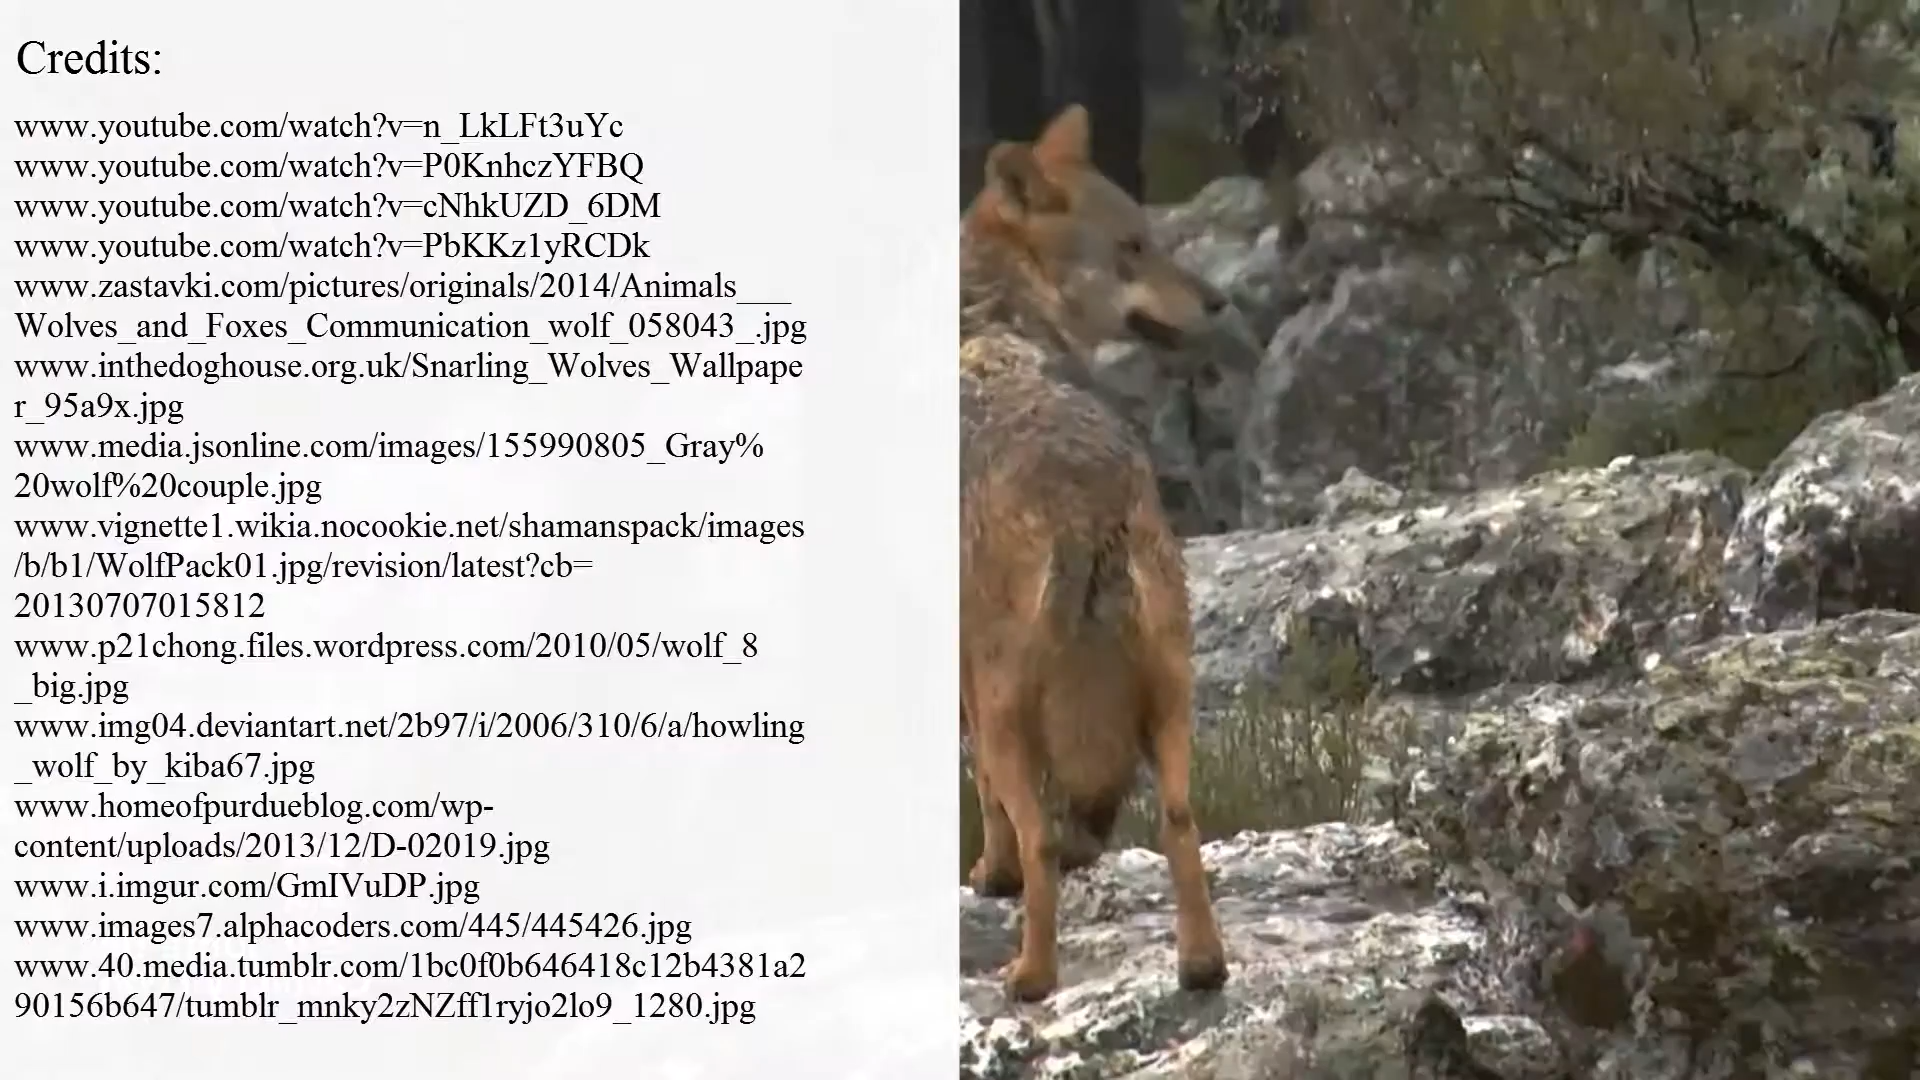 Credits:
www.youtube.com/watch?v=n_LkLFt3uYc
www.youtube.com/watch?v=P0KnhczYFBQ
www.youtube.com/watch?v=cNhkUZD_6DM
www.youtube.com/watch?v=PbKKz1yRCDk
www.zastavki.com/pictures/originals/2014/Animals___
Wolves_and_Foxes_Communication_wolf_058043_.jpg
www.inthedoghouse.org.uk/Snarling_Wolves_Wallpape
r_95a9x.jpg
www.media.jsonline.com/images/155990805_Gray%
20wolf%20couple.jpg
www.vignette1.wikia.nocookie.net/shamanspack/images
/b/b1/WolfPack01.jpg/revision/latest?cb=
20130707015812
www.p21chong.files.wordpress.com/2010/05/wolf_8
_big.jpg
www.img04.deviantart.net/2b97/i/2006/310/6/a/howling
_wolf_by_kiba67.jpg
www.homeofpurdueblog.com/wp-
content/uploads/2013/12/D-02019.jpg
www.i.imgur.com/GmIVuDP.jpg
www.images7.alphacoders.com/445/445426.jpg
www.40.media.tumblr.com/1bc0f0b646418c12b4381a2
90156b647/tumblr_mnky2zNZff1ryjo2lo9_1280.jpg